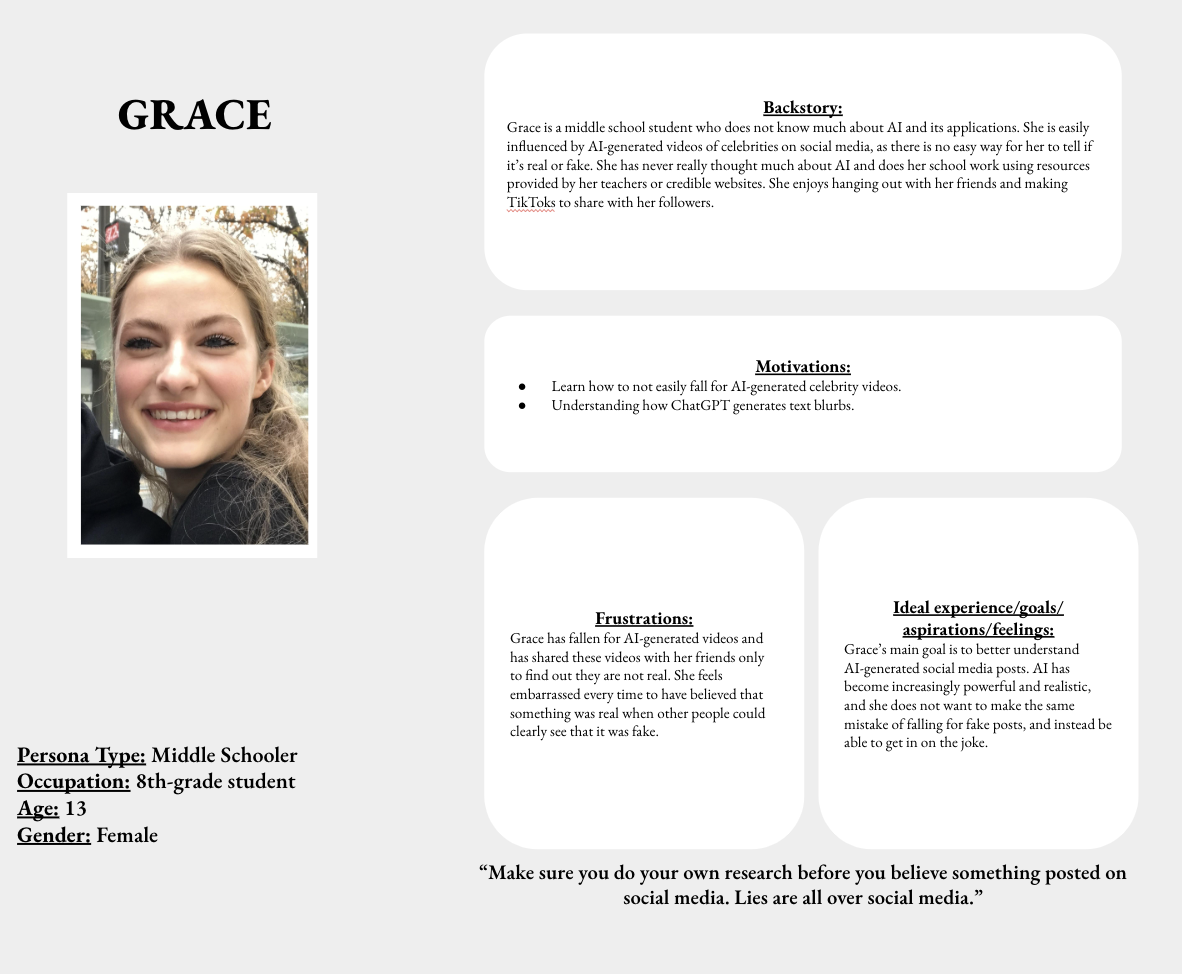 GRACE
Persona Type: Middle Schooler
Occupation: 8th-grade student
Age: 13
Gender: Female
Backstory:
Grace is a middle school student who does not know much about AI and its applications. She is easily
influenced by AI-generated videos of celebrities on social media, as there is no easy way for her to tell if
it’s real or fake. She has never really thought much about AI and does her school work using resources
provided by her teachers or credible websites. She enjoys hanging out with her friends and making
TikToks to share with her followers.
Motivations:
● Learn how to not easily fall for AI-generated celebrity videos.
● Understanding how ChatGPT generates text blurbs.
Frustrations:
Grace has fallen for AI-generated videos and
has shared these videos with her friends only
to find out they are not real. She feels
embarrassed every time to have believed that
something was real when other people could
clearly see that it was fake.
Ideal experience/goals/
aspirations/feelings:
Grace’s main goal is to better understand
AI-generated social media posts. AI has
become increasingly powerful and realistic,
and she does not want to make the same
mistake of falling for fake posts, and instead be
able to get in on the joke.
“Make sure you do your own research before you believe something posted on
social media. Lies are all over social media.”